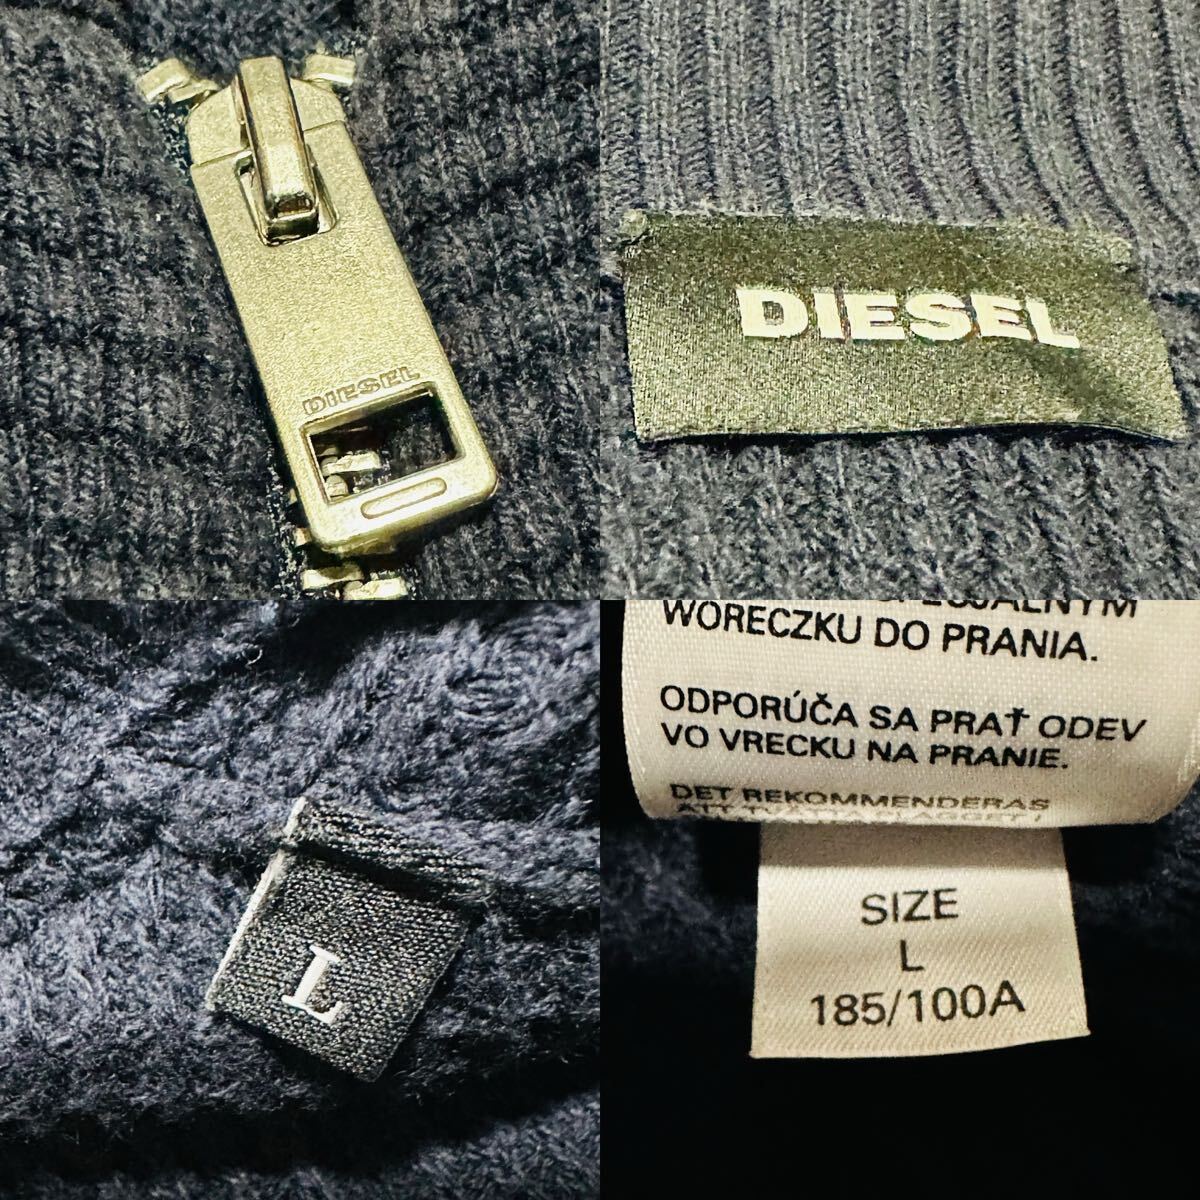 DIESEL
DIESEL
L
WORECZKU DO PRANIA.
ODPORÚČA SA PRAŤ ODEV
VO VRECKU NA PRANIE.
DET REKOMMENDERAS
SIZE
L
185/100A